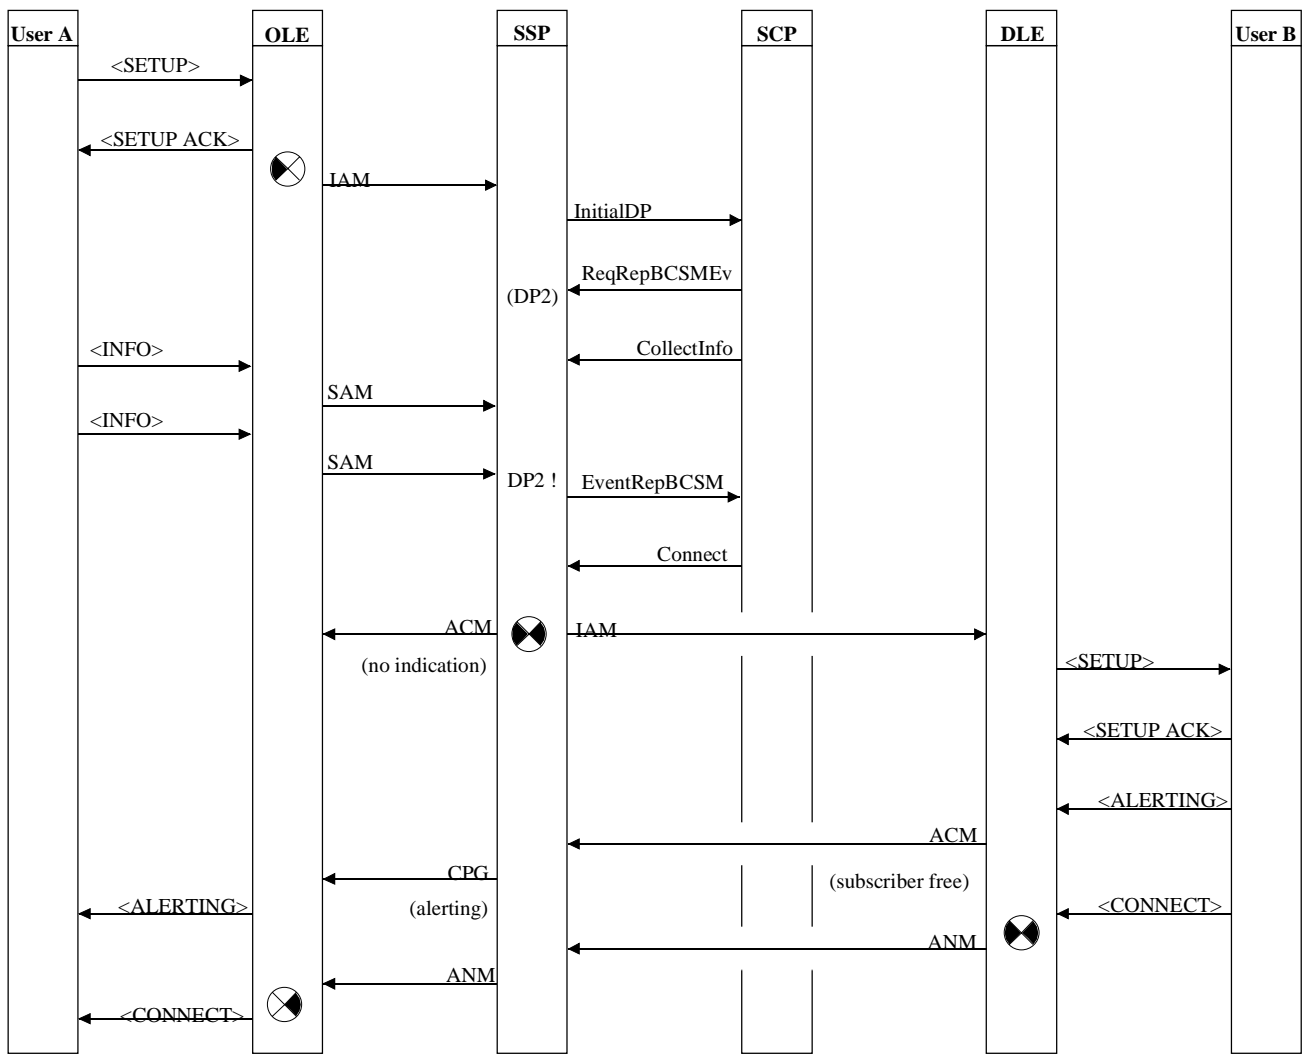 User A
OLE
SSP
SCP
DLE
User B
<SETUP>
<SETUP ACK>
IAM
InitialDP
ReqRepBCSMEv
(DP2)
CollectInfo
<INFO>
SAM
<INFO>
SAM
DP2 !
EventRepBCSM
Connect
ACM
IAM
(no indication)
<SETUP>
<SETUP ACK>
<ALERTING>
ACM
CPG
(subscriber free)
<ALERTING>
(alerting)
<CONNECT>
ANM
ANM
<CONNECT>